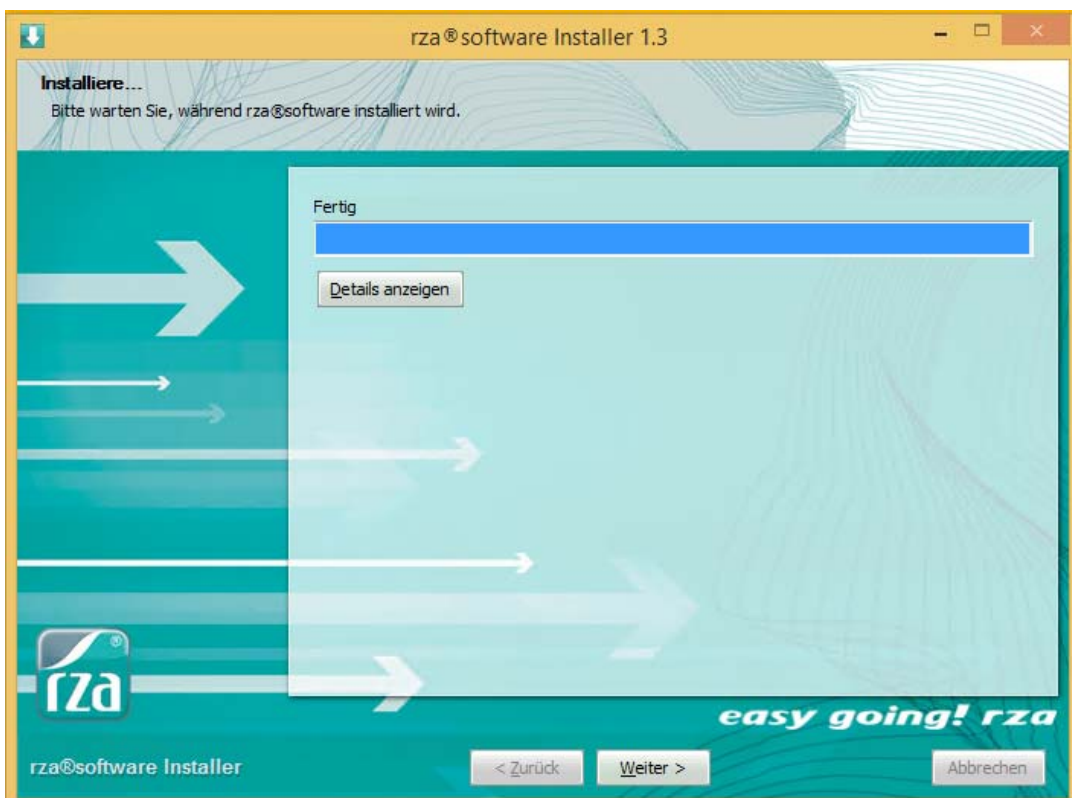 rza®software Installer 1.3
Installiere...
Bitte warten Sie, während rza®software installiert wird.
Fertig
Details anzeigen
rza®
easy going! rza
rza®software Installer
< Zurück
Weiter >
Abbrechen